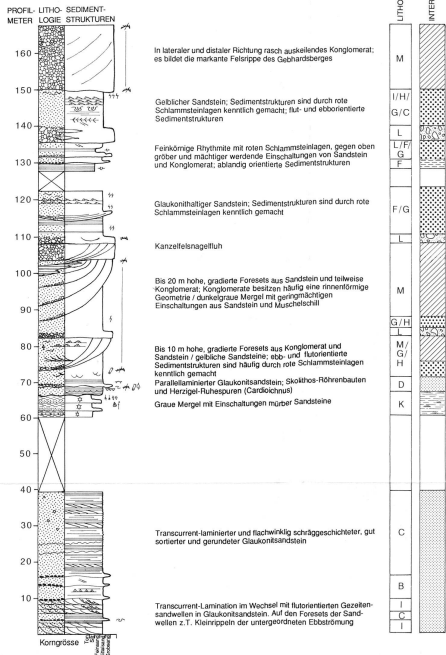 PROFIL- LITHO- SEDIMENT-
METER LOGIE STRUKTUREN
LITHO
INTER
160
150
140
130
120
110
100
90
80
70
60
50
40
30
20
10
In lateraler und distaler Richtung rasch auskeilendes Konglomerat;
es bildet die markante Felsrippe des Gebhardsberges
M
Gelblicher Sandstein; Sedimentstrukturen sind durch rote
Schlammsteinlagen kenntlich gemacht; flut- und ebborientierte
Sedimentstrukturen
I/H/
G/C
L
Feinkörnige Rhythmite mit roten Schlammsteinlagen, gegen oben
gröber und mächtiger werdende Einschaltungen von Sandstein
und Konglomerat; ablandig orientierte Sedimentstrukturen
L/F/
G
F
Glaukonithaltiger Sandstein; Sedimentstrukturen sind durch rote
Schlammsteinlagen kenntlich gemacht
F/G
Kanzelfelsnagelfluh
L
Bis 20 m hohe, gradierte Foresets aus Sandstein und teilweise
Konglomerat; Konglomerate besitzen häufig eine rinnenförmige
Geometrie / dunkelgraue Mergel mit geringmächtigen
Einschaltungen aus Sandstein und Muschelschill
M
G/H
L
Bis 10 m hohe, gradierte Foresets aus Konglomerat und
Sandstein / gelbliche Sandsteine; ebb- und flutorientierte
Sedimentstrukturen sind häufig durch rote Schlammsteinlagen
kenntlich gemacht
M/
G/
H
Parallellaminierter Glaukonitsandstein; Skolithos-Röhrenbauten
und Herzigel-Ruhespuren (Cardioichnus)
D
Graue Mergel mit Einschaltungen mürber Sandsteine
K
Transcurrent-laminierter und flachwinklig schräggeschichteter, gut
sortierter und gerundeter Glaukonitsandstein
C
B
Transcurrent-Lamination im Wechsel mit flutorientierten Gezeiten-
sandwellen in Glaukonitsandstein. Auf den Foresets der Sand-
wellen z.T. Kleinrippeln der untergeordneten Ebbströmung
I
C
I
Korngrösse